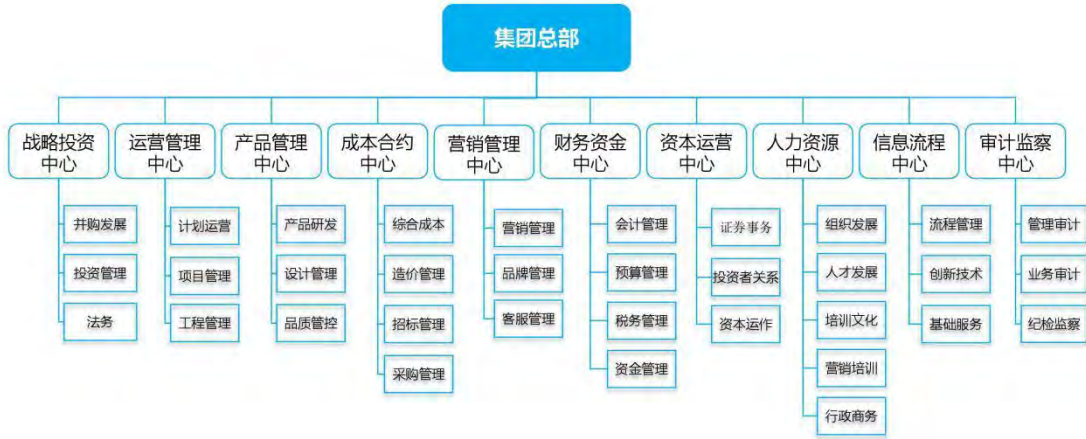 集团总部
战略投资
中心
运营管理
中心
产品管理
中心
成本合约
中心
营销管理
中心
财务资金
中心
资本运营
中心
人力资源
中心
信息流程
中心
审计监察
中心
并购发展
投资管理
法务
计划运营
项目管理
工程管理
产品研发
设计管理
品质管控
综合成本
造价管理
招标管理
采购管理
营销管理
品牌管理
客服管理
会计管理
预算管理
税务管理
资金管理
证券事务
投资者关系
资本运作
组织发展
人才发展
培训文化
营销培训
行政商务
流程管理
创新技术
基础服务
管理审计
业务审计
纪检监察